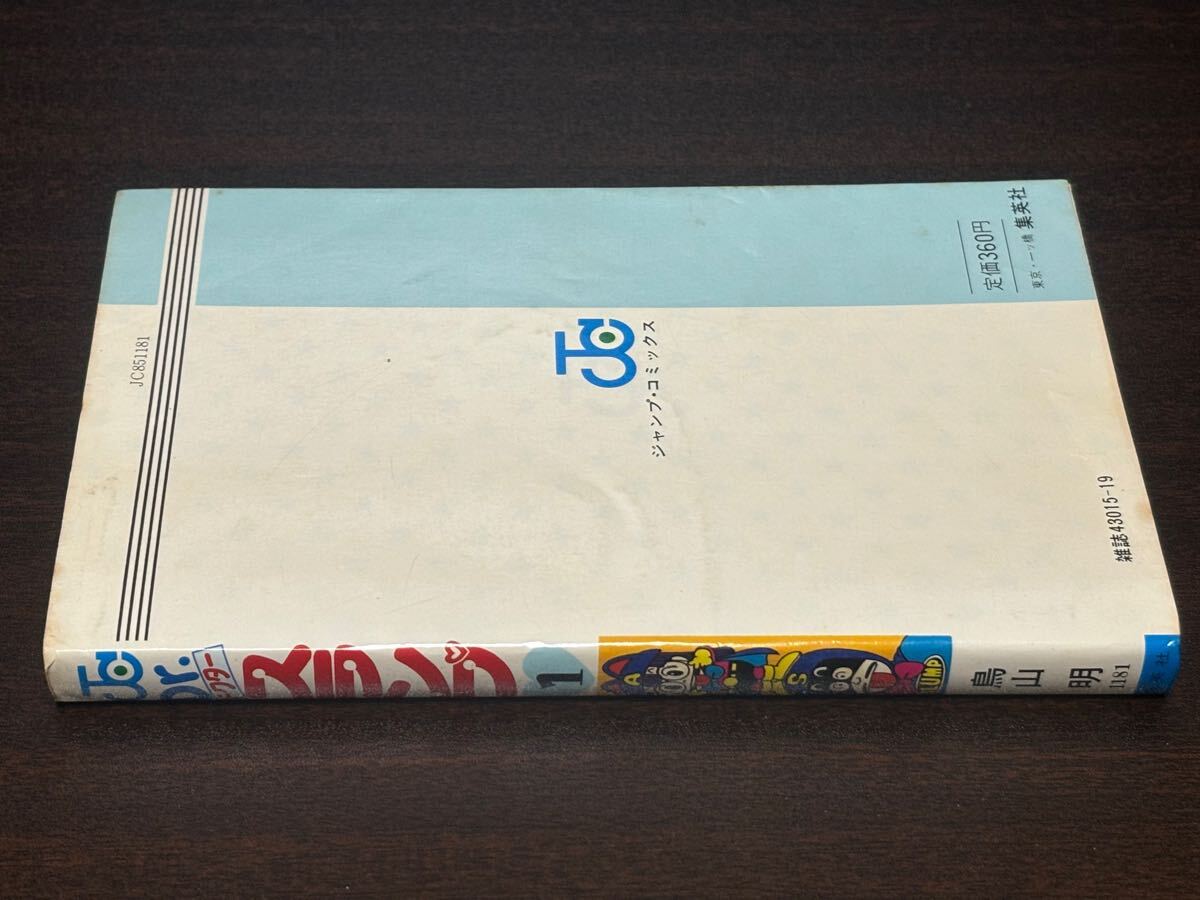 JC851181
JC
ジャンプ・コミックス
定価360円
東京・一ツ橋 集英社
雑誌43015-19
JC
Dr.
スランプ
1
鳥山 明
1181